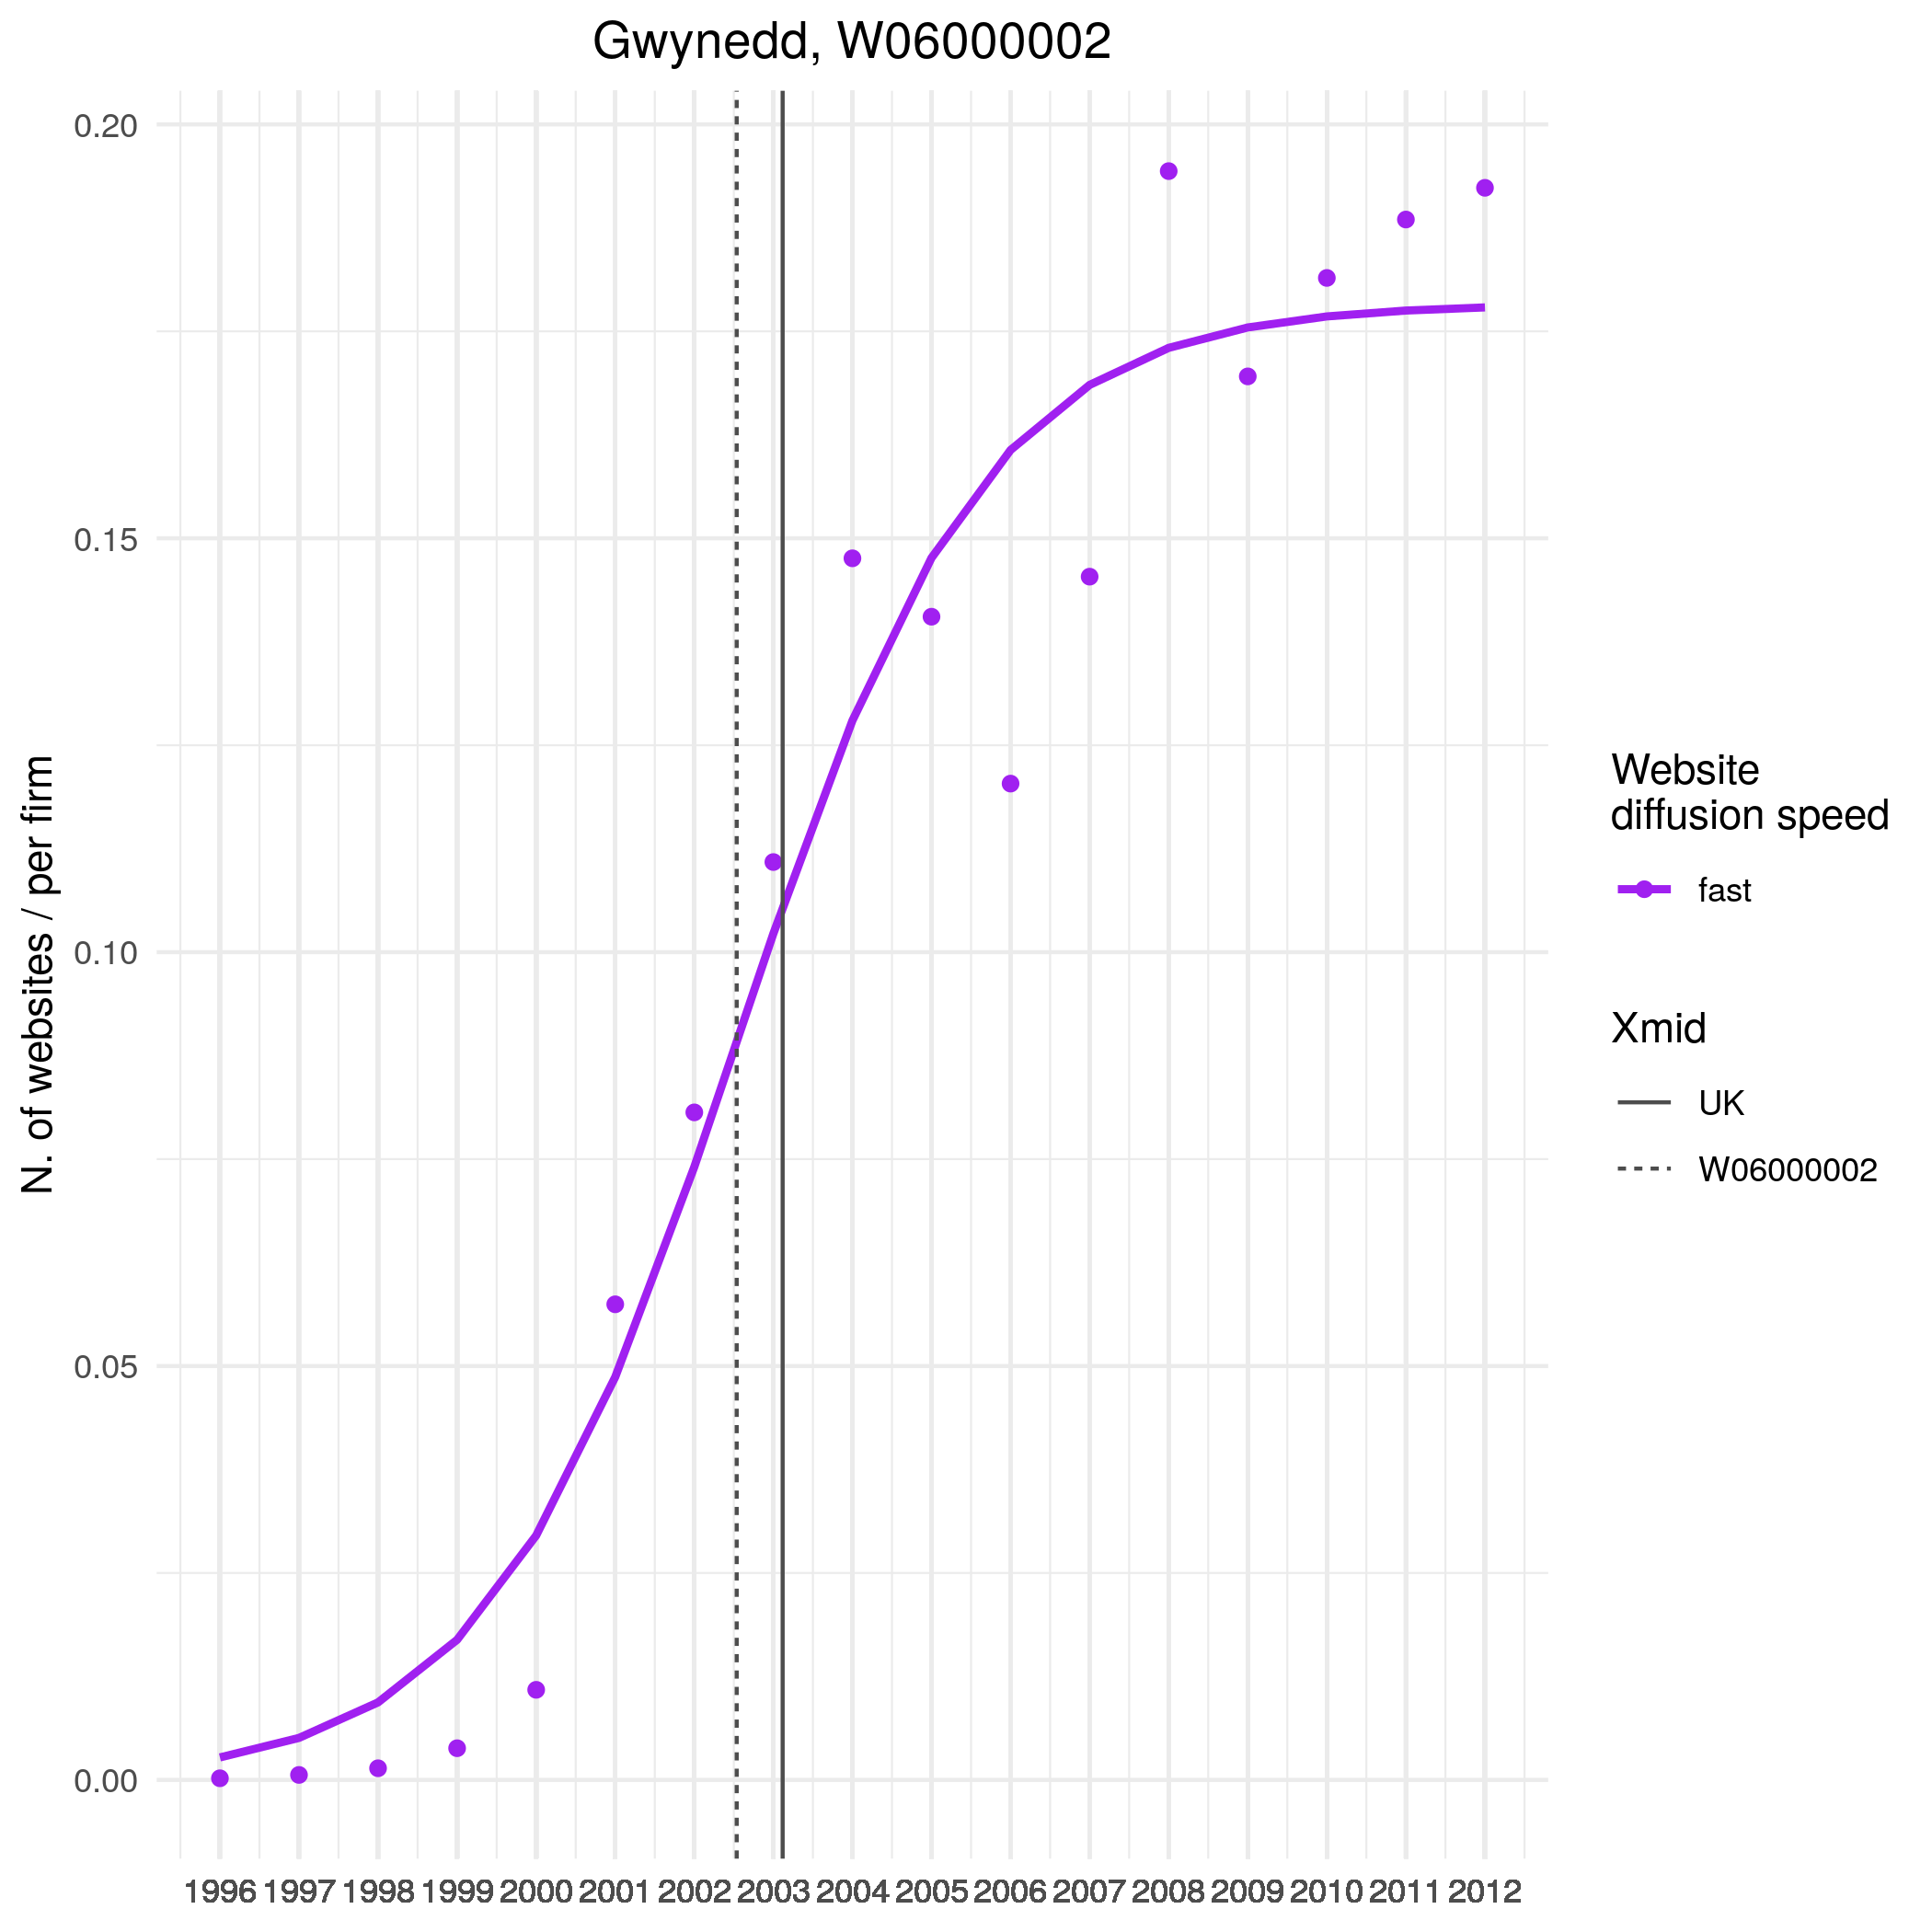 Gwynedd, W06000002
N. of websites / per firm
0.20
0.15
0.10
0.05
0.00
1996 1997 1998 1999 2000 2001 2002 2003 2004 2005 2006 2007 2008 2009 2010 2011 2012
Website
diffusion speed
fast
Xmid
UK
W06000002